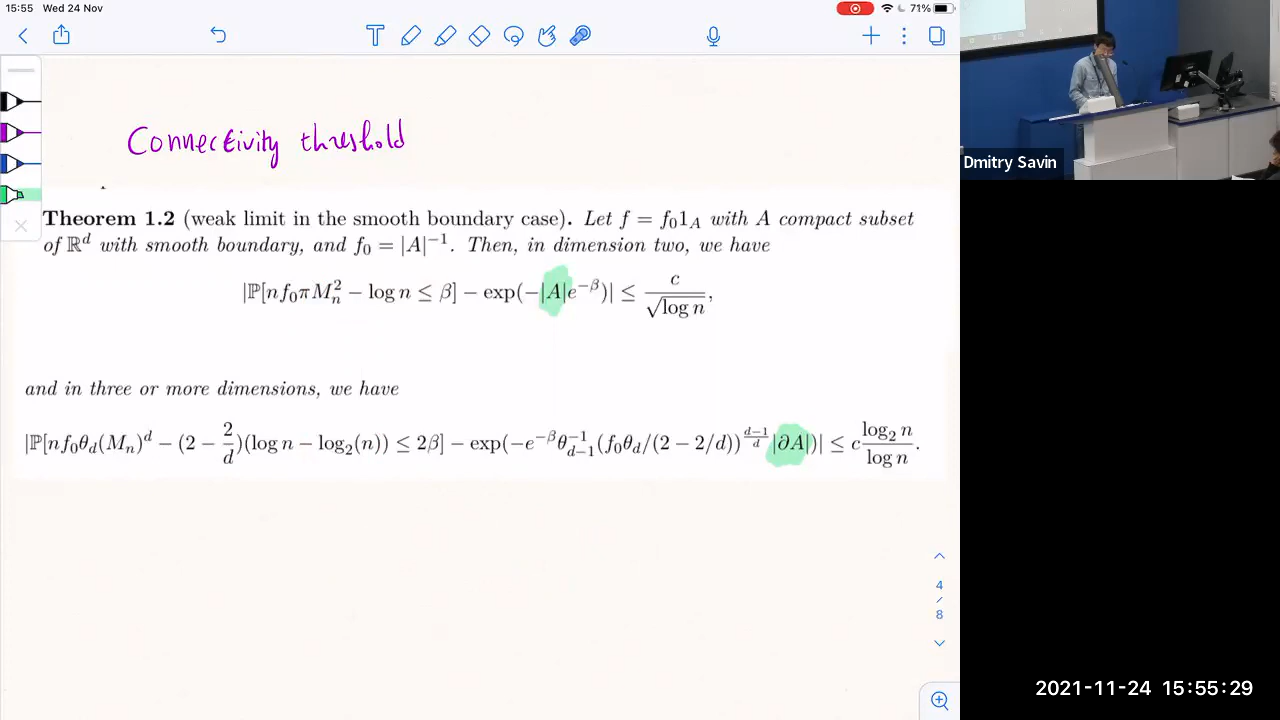 15:55 Wed 24 Nov
71%
Connectivity threshold
Theorem 1.2 (weak limit in the smooth boundary case). Let f = f₀1_A with A compact subset
of ℝ^d with smooth boundary, and f₀ = |A|⁻¹. Then, in dimension two, we have
|ℙ[nf₀πM_n² − log n ≤ β] − exp(−|A|e^{−β})| ≤ c/√(log n),
and in three or more dimensions, we have
|ℙ[nf₀θ_d(M_n)^d − (2 − 2/d)(log n − log₂(n)) ≤ 2β] − exp(−e^{−β}θ_{d−1}^{−1}(f₀θ_d/(2 − 2/d))^{(d−1)/d}|∂A|)| ≤ c log₂ n / log n.
4
/
8
Dmitry Savin
2021-11-24 15:55:29